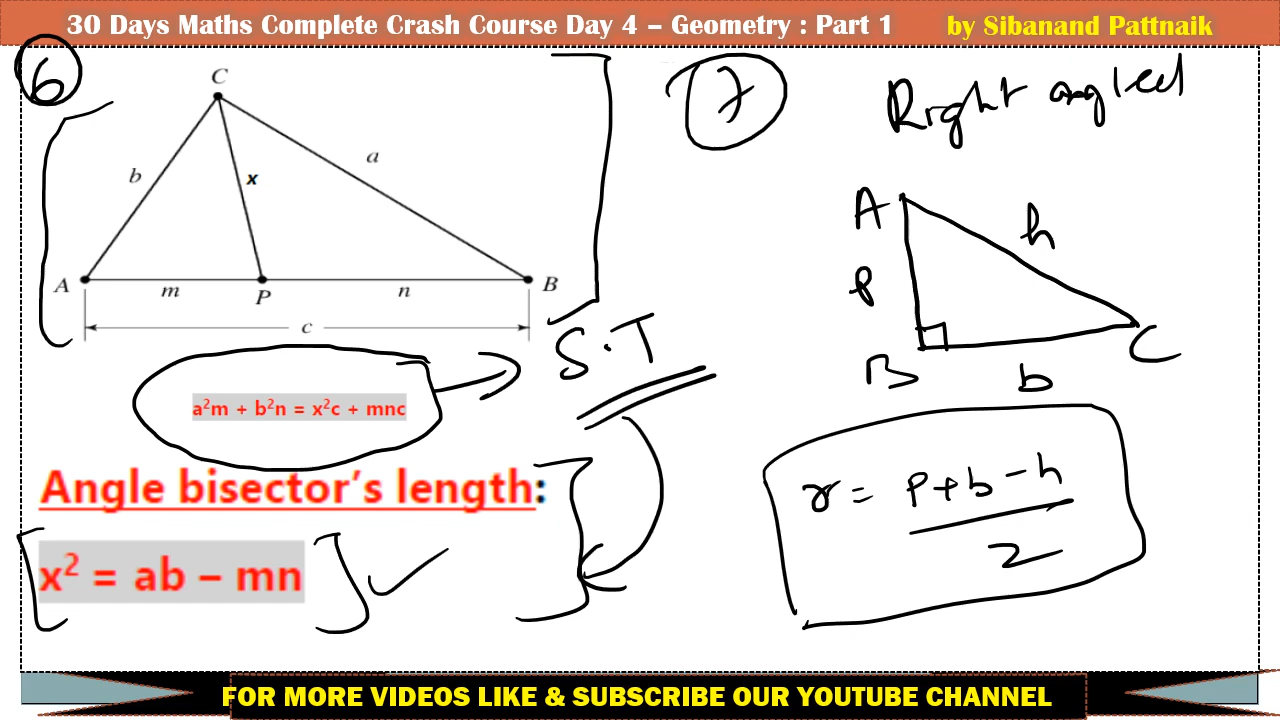 30 Days Maths Complete Crash Course Day 4 – Geometry : Part 1 by Sibanand Pattnaik
6
C
b
x
a
A
m
P
n
B
c
S.T
a²m + b²n = x²c + mnc
Angle bisector's length:
x² = ab – mn
7
Right angled
A
h
P
B
b
C
r = p+b-h
2
FOR MORE VIDEOS LIKE & SUBSCRIBE OUR YOUTUBE CHANNEL